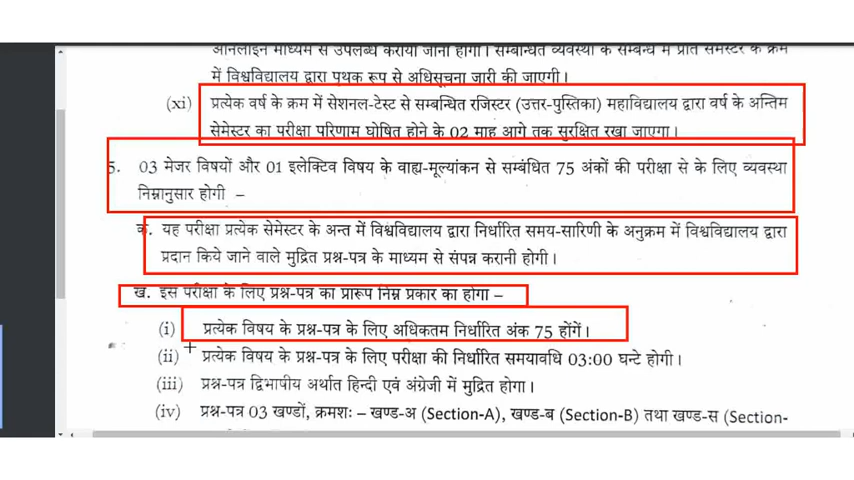 ऑनलाइन माध्यम से उपलब्ध कराया जाना होगा। सम्बन्धित व्यवस्था के सम्बन्ध में प्रति समेस्टर के क्रम
में विश्वविद्यालय द्वारा पृथक रूप से अधिसूचना जारी की जाएगी।
(xi) प्रत्येक वर्ष के क्रम में सेशनल-टेस्ट से सम्बन्धित रजिस्टर (उत्तर-पुस्तिका) महाविद्यालय द्वारा वर्ष के अन्तिम
सेमेस्टर का परीक्षा परिणाम घोषित होने के 02 माह आगे तक सुरक्षित रखा जाएगा।
5. 03 मेजर विषयों और 01 इलेक्टिव विषय के वाह्य-मूल्यांकन से सम्बंधित 75 अंकों की परीक्षा से के लिए व्यवस्था
निम्नानुसार होगी –
क. यह परीक्षा प्रत्येक सेमेस्टर के अन्त में विश्वविद्यालय द्वारा निर्धारित समय-सारिणी के अनुक्रम में विश्वविद्यालय द्वारा
प्रदान किये जाने वाले मुद्रित प्रश्न-पत्र के माध्यम से संपन्न करानी होगी।
ख. इस परीक्षा के लिए प्रश्न-पत्र का प्रारूप निम्न प्रकार का होगा –
(i) प्रत्येक विषय के प्रश्न-पत्र के लिए अधिकतम निर्धारित अंक 75 होंगें।
(ii) प्रत्येक विषय के प्रश्न-पत्र के लिए परीक्षा की निर्धारित समयावधि 03:00 घन्टे होगी।
(iii) प्रश्न-पत्र द्विभाषीय अर्थात हिन्दी एवं अंग्रेजी में मुद्रित होगा।
(iv) प्रश्न-पत्र 03 खण्डों, क्रमशः – खण्ड-अ (Section-A), खण्ड-ब (Section-B) तथा खण्ड-स (Section-